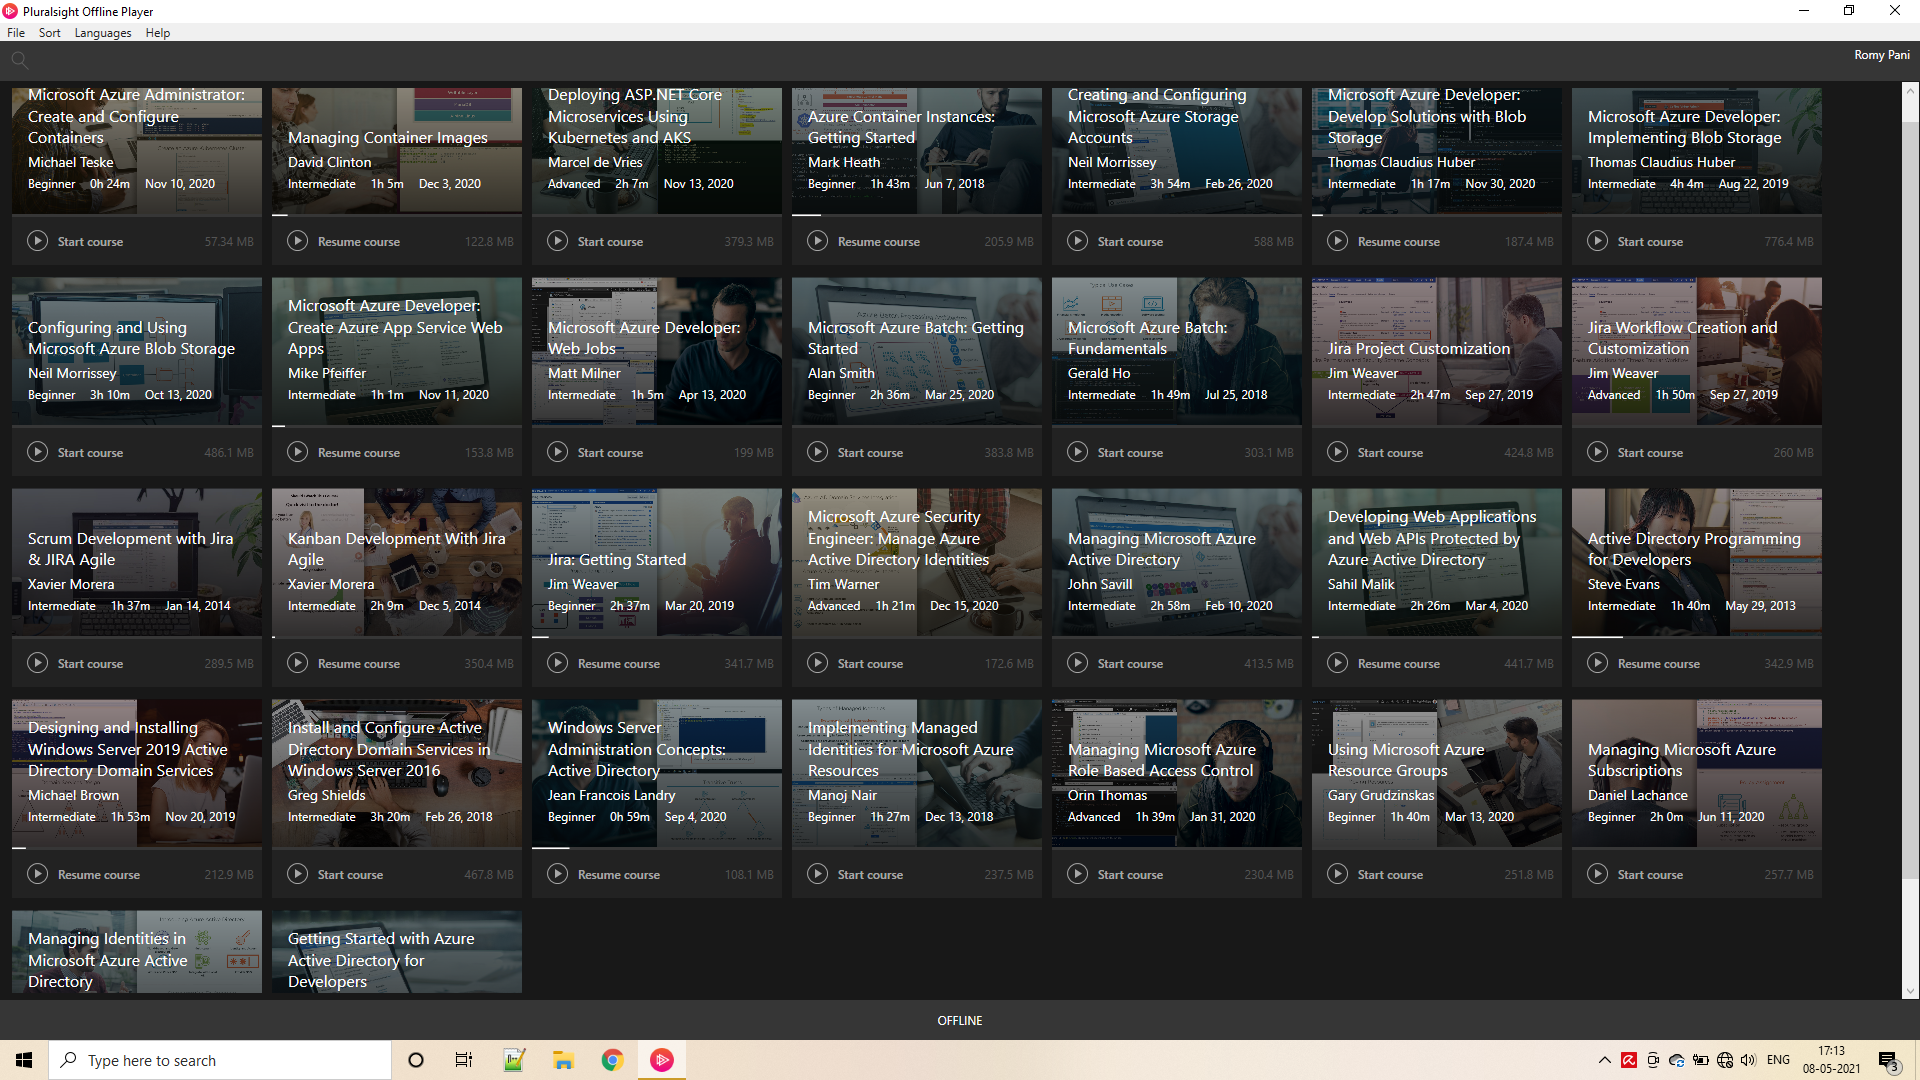 Pluralsight Offline Player
File Sort Languages Help
Romy Pani
Microsoft Azure Administrator:
Create and Configure
Containers
Michael Teske
Beginner 0h 24m Nov 10, 2020
Start course 57.34 MB
Managing Container Images
David Clinton
Intermediate 1h 5m Dec 3, 2020
Resume course 122.8 MB
Deploying ASP.NET Core
Microservices Using
Kubernetes and AKS
Marcel de Vries
Advanced 2h 7m Nov 13, 2020
Start course 379.3 MB
Azure Container Instances:
Getting Started
Mark Heath
Beginner 1h 43m Jun 7, 2018
Resume course 205.9 MB
Creating and Configuring
Microsoft Azure Storage
Accounts
Neil Morrissey
Intermediate 3h 54m Feb 26, 2020
Start course 588 MB
Microsoft Azure Developer:
Develop Solutions with Blob
Storage
Thomas Claudius Huber
Intermediate 1h 17m Nov 30, 2020
Resume course 187.4 MB
Microsoft Azure Developer:
Implementing Blob Storage
Thomas Claudius Huber
Intermediate 4h 4m Aug 22, 2019
Start course 776.4 MB
Configuring and Using
Microsoft Azure Blob Storage
Neil Morrissey
Beginner 3h 10m Oct 13, 2020
Start course 486.1 MB
Microsoft Azure Developer:
Create Azure App Service Web
Apps
Mike Pfeiffer
Intermediate 1h 1m Nov 11, 2020
Resume course 153.8 MB
Microsoft Azure Developer:
Web Jobs
Matt Milner
Intermediate 1h 5m Apr 13, 2020
Start course 199 MB
Microsoft Azure Batch: Getting
Started
Alan Smith
Beginner 2h 36m Mar 25, 2020
Start course 383.8 MB
Typical Use Cases
Microsoft Azure Batch:
Fundamentals
Gerald Ho
Intermediate 1h 49m Jul 25, 2018
Start course 303.1 MB
Jira Project Customization
Jim Weaver
Intermediate 2h 47m Sep 27, 2019
Start course 424.8 MB
Jira Workflow Creation and
Customization
Jim Weaver
Advanced 1h 50m Sep 27, 2019
Start course 260 MB
Scrum Development with Jira
& JIRA Agile
Xavier Morera
Intermediate 1h 37m Jan 14, 2014
Start course 289.5 MB
Kanban Development With Jira
Agile
Xavier Morera
Intermediate 2h 9m Dec 5, 2014
Resume course 350.4 MB
Jira: Getting Started
Jim Weaver
Beginner 2h 37m Mar 20, 2019
Resume course 341.7 MB
Microsoft Azure Security
Engineer: Manage Azure
Active Directory Identities
Tim Warner
Advanced 1h 21m Dec 15, 2020
Start course 172.6 MB
Managing Microsoft Azure
Active Directory
John Savill
Intermediate 2h 58m Feb 10, 2020
Start course 413.5 MB
Developing Web Applications
and Web APIs Protected by
Azure Active Directory
Sahil Malik
Intermediate 2h 26m Mar 4, 2020
Resume course 441.7 MB
Active Directory Programming
for Developers
Steve Evans
Intermediate 1h 40m May 29, 2013
Resume course 342.9 MB
Designing and Installing
Windows Server 2019 Active
Directory Domain Services
Michael Brown
Intermediate 1h 53m Nov 20, 2019
Resume course 212.9 MB
Install and Configure Active
Directory Domain Services in
Windows Server 2016
Greg Shields
Intermediate 3h 20m Feb 26, 2018
Start course 467.8 MB
Windows Server
Administration Concepts:
Active Directory
Jean Francois Landry
Beginner 0h 59m Sep 4, 2020
Resume course 108.1 MB
Implementing Managed
Identities for Microsoft Azure
Resources
Manoj Nair
Beginner 1h 27m Dec 13, 2018
Start course 237.5 MB
Managing Microsoft Azure
Role Based Access Control
Orin Thomas
Advanced 1h 39m Jan 31, 2020
Start course 230.4 MB
Using Microsoft Azure
Resource Groups
Gary Grudzinskas
Beginner 1h 40m Mar 13, 2020
Start course 251.8 MB
Managing Microsoft Azure
Subscriptions
Daniel Lachance
Beginner 2h 0m Jun 11, 2020
Start course 257.7 MB
Managing Identities in
Microsoft Azure Active
Directory
Getting Started with Azure
Active Directory for
Developers
OFFLINE
Type here to search
ENG
17:13
08-05-2021
3